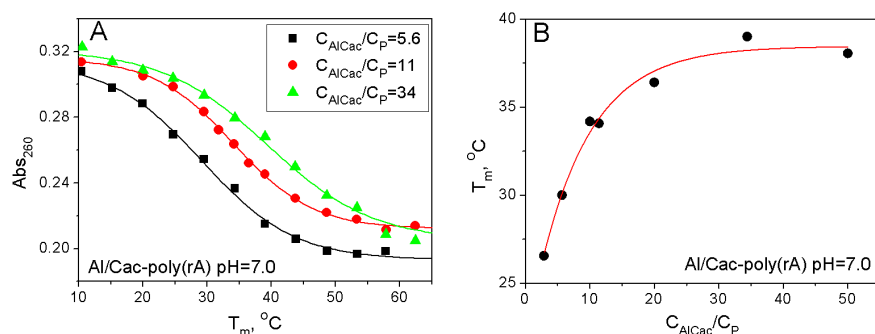 A
C_AlCac/C_P=5.6
C_AlCac/C_P=11
C_AlCac/C_P=34
0.32
0.28
0.24
0.20
Abs_260
Al/Cac-poly(rA) pH=7.0
10 20 30 40 50 60
T_m, °C
B
40
35
30
25
T_m, °C
Al/Cac-poly(rA) pH=7.0
0 10 20 30 40 50
C_AlCac/C_P